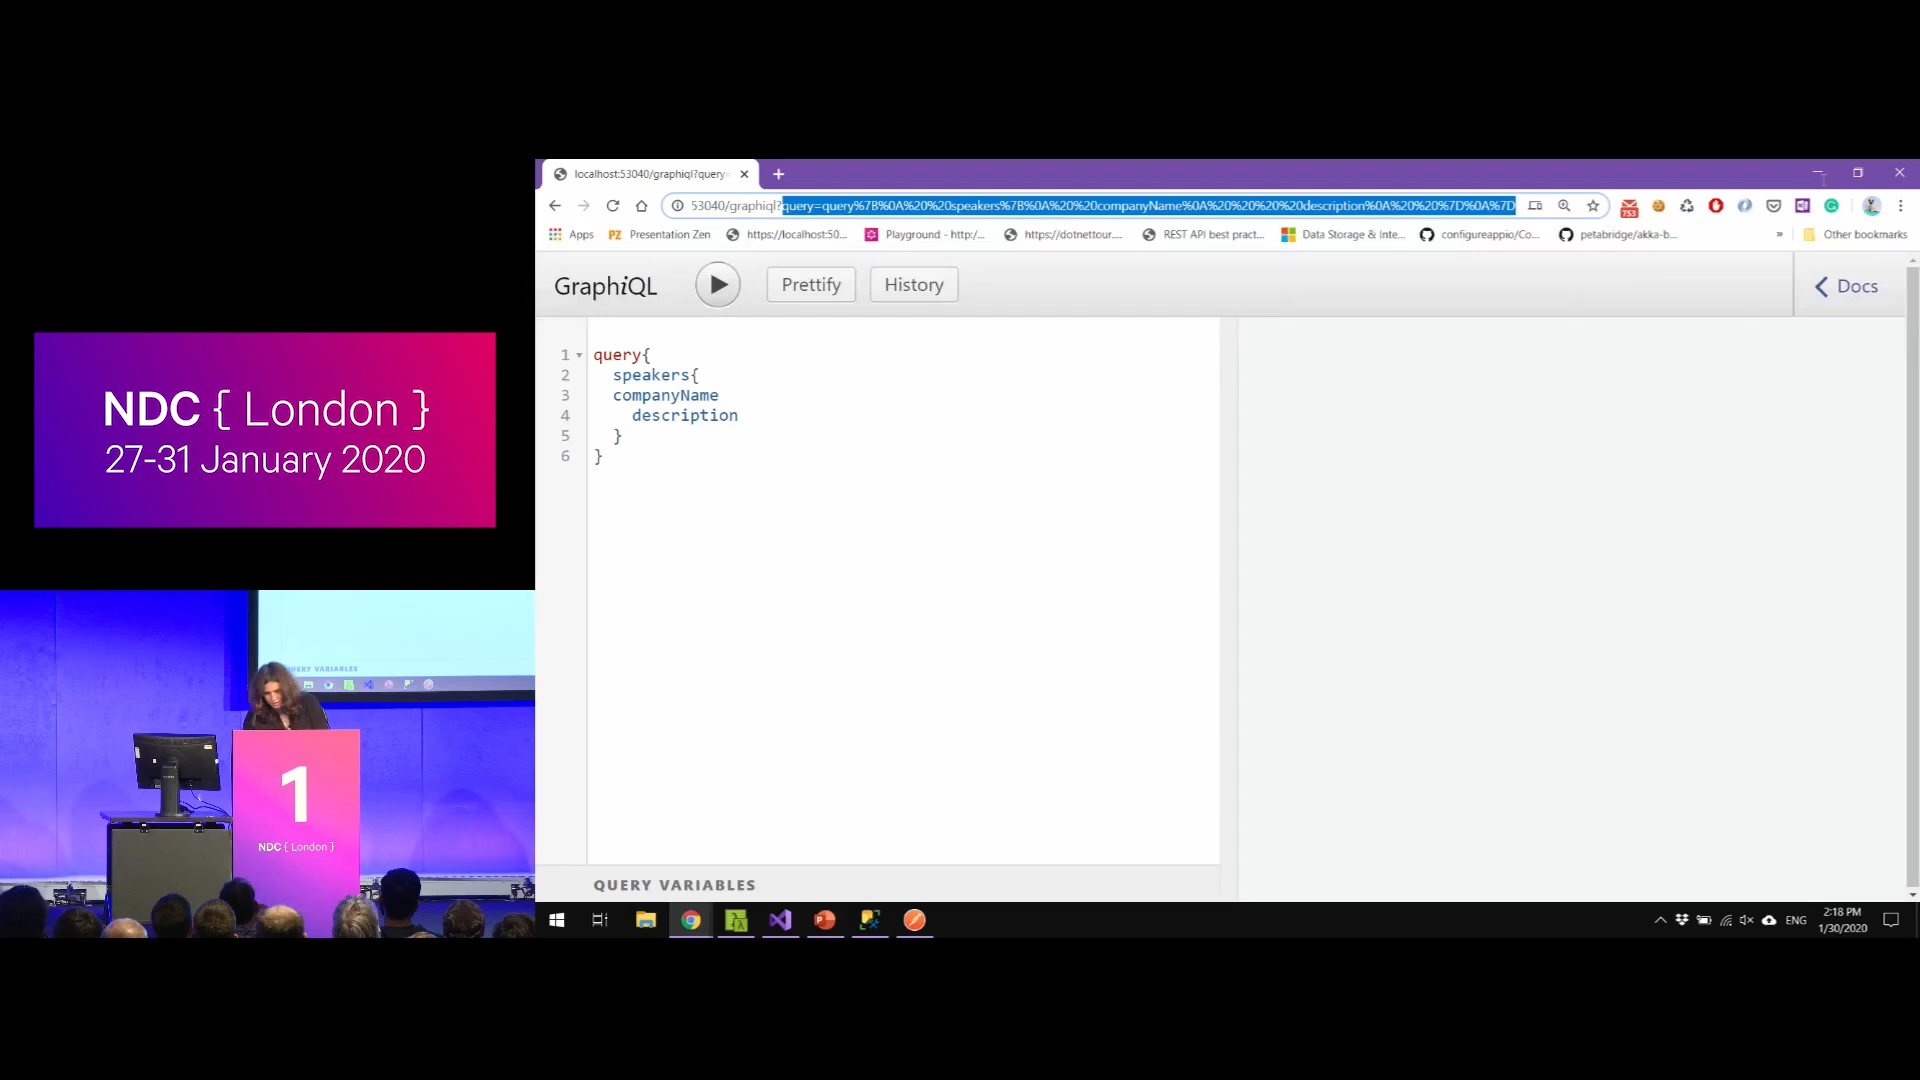 NDC { London }
27-31 January 2020
QUERY VARIABLES
1
NDC { London }
localhost:53040/graphiql?query=
53040/graphiql?query=query%7B%0A%20%20speakers%7B%0A%20%20companyName%0A%20%20%20%20description%0A%20%20%7D%0A%7D
753
Apps
PZ Presentation Zen
https://localhost:50...
Playground - http:/...
https://dotnettour....
REST API best pract...
Data Storage & Inte...
configureappio/Co...
petabridge/akka-b...
»
Other bookmarks
GraphiQL
Prettify
History
Docs
1 query{
2 speakers{
3 companyName
4 description
5 }
6 }
QUERY VARIABLES
ENG
2:18 PM
1/30/2020